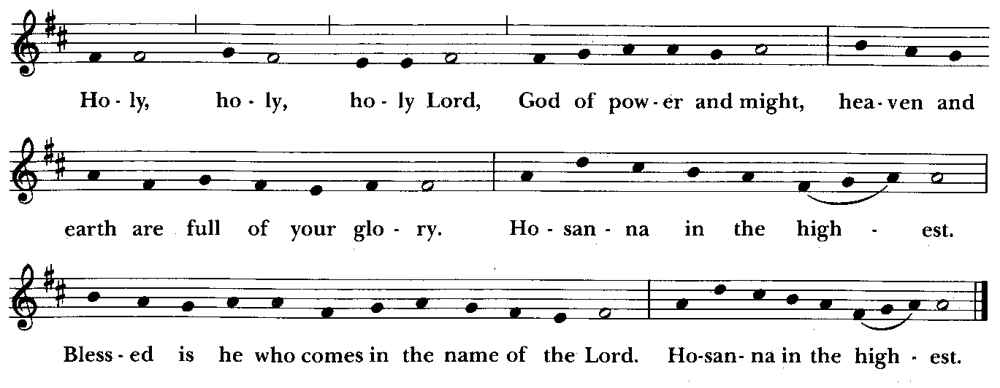 Ho - ly, ho - ly, ho - ly Lord, God of pow - er and might, hea - ven and
earth are full of your glo - ry. Ho - san - na in the high - est.
Bless - ed is he who comes in the name of the Lord. Ho - san - na in the high - est.